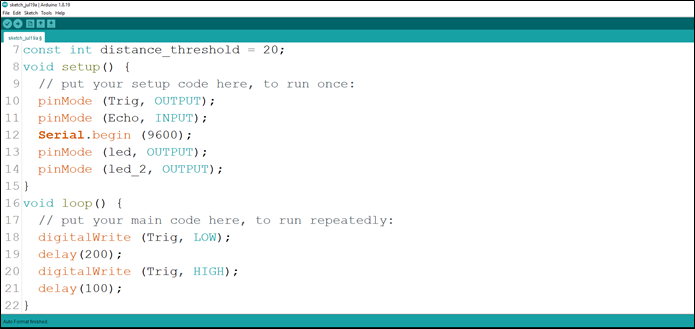 sketch_jul19a | Arduino 1.8.19
File Edit Sketch Tools Help
sketch_jul19a §
7 const int distance_threshold = 20;
8 void setup() {
9 // put your setup code here, to run once:
10 pinMode (Trig, OUTPUT);
11 pinMode (Echo, INPUT);
12 Serial.begin (9600);
13 pinMode (led, OUTPUT);
14 pinMode (led_2, OUTPUT);
15 }
16 void loop() {
17 // put your main code here, to run repeatedly:
18 digitalWrite (Trig, LOW);
19 delay(200);
20 digitalWrite (Trig, HIGH);
21 delay(100);
22 }
Auto Format finished.